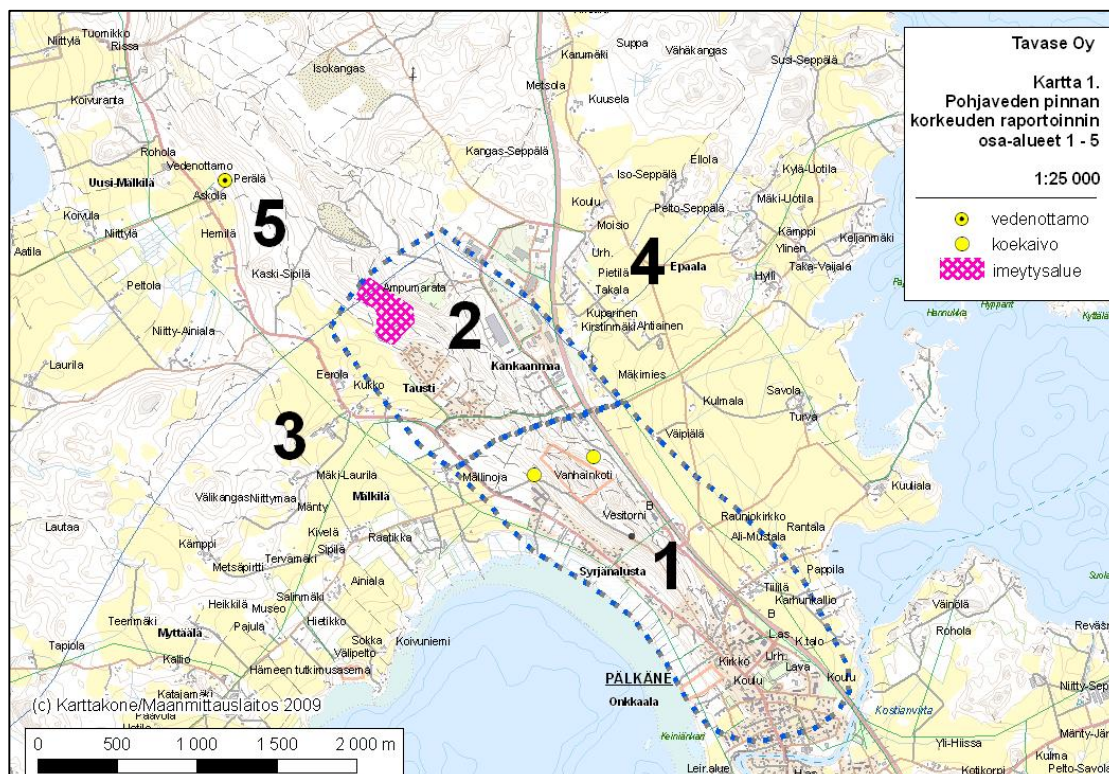 Tavase Oy
Kartta 1.
Pohjaveden pinnan
korkeuden raportoinnin
osa-alueet 1 - 5
1:25 000
vedenottamo
koekaivo
imeytysalue
Tuomikko
Niittylä
Rissa
Isokangas
Karumäki
Suppa
Vähäkangas
Susi-Seppälä
Metsola
Koivuranta
Kuusela
Rohola
Vedenottamo
Perälä
Kangas-Seppälä
Ellola
Iso-Seppälä
Kylä-Uotila
Uusi-Mälkilä
Askola
Koulu
Pelto-Seppälä
Mäki-Uotila
Koivula
Niittylä
Hemilä
5
Moisio
Kämppi
Ylinen
Keljanmäki
Aatila
Urh.
4
Epaala
Hylli
Taka-Vaijala
Kaski-Sipilä
Pietilä
Takala
Peltola
Ampumarata
Hannukka
Kyttälä
2
Kuparinen
Kirstinmäki
Ahtiainen
Niitty-Ainiala
Kankaanmaa
Laurila
Eerola
Kukko
Tausti
Mäkimies
Savola
Kulmala
Turva
3
Väipiälä
Mäki-Laurila
Mällinoja
Vanhainkoti
Kuuliala
Välikangas
Niittymaa
Mälkilä
Mänty
Vesitorni
B
Rauniokirkko
Rantala
Lautaa
Kivelä
Ali-Mustala
Kämppi
Sipilä
Raatikka
1
Tervamäki
Metsäpirtti
Syrjänalusta
Pappila
Ainiala
Tiililä
Karhunkallio
Heikkilä
Salinmäki
Väinölä
Teerimäki
Museo
B
Hietikko
L.as
K.talo
Rohola
Myttäälä
Pajula
Sokka
Koivuniemi
Tapiola
Välipelto
Kirkko
Urh.
Lava
Kallio
Hämeen tutkimusasema
PÄLKÄNE
Koulu
Koulu
Onkkaala
Katajamäki
Kostianvirta
(c) Karttakone/Maanmittauslaitos 2009
Yli-Hiissa
Kulma
0 500 1 000 1 500 2 000 m
Leir.alue
Kotikorpi
Pelto-Savola